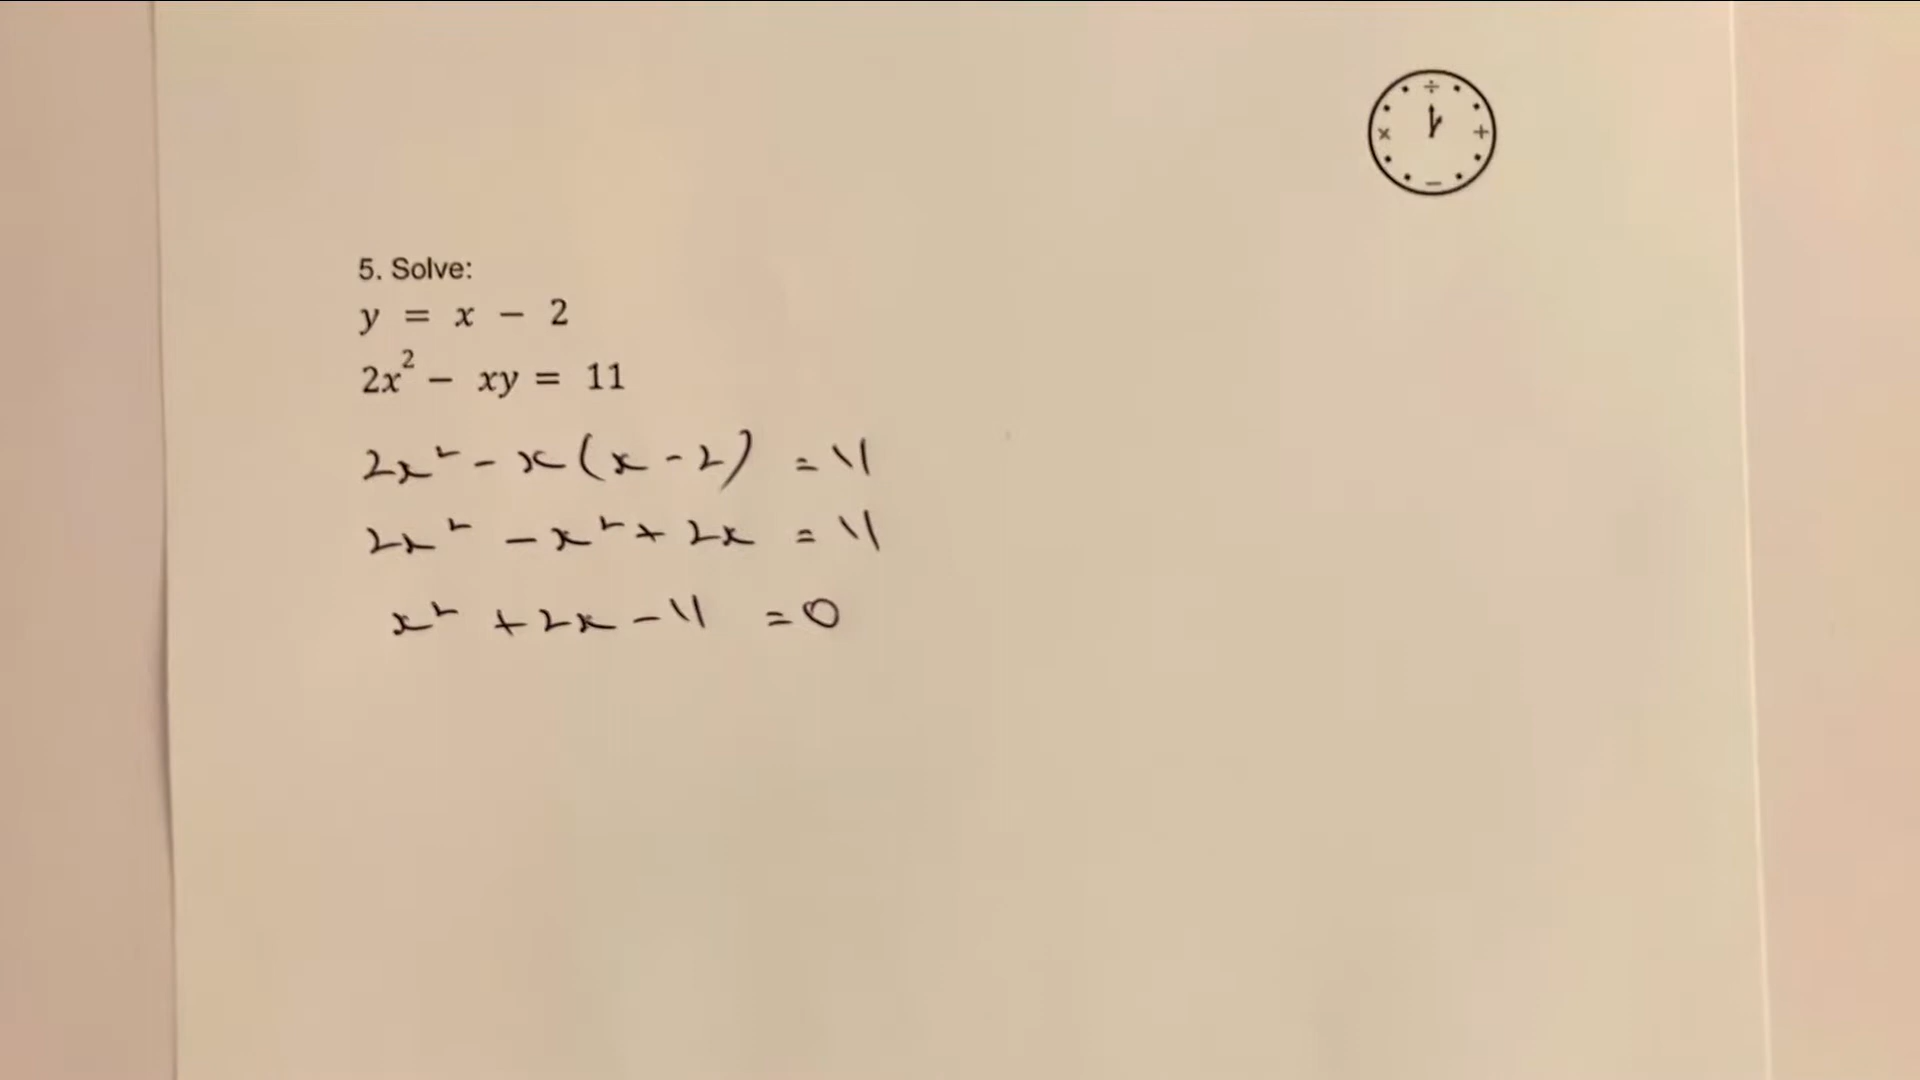 ÷
×
+
−
5. Solve:
y = x − 2
2x² − xy = 11
2x² - x(x - 2) = 11
2x² - x² + 2x = 11
x² + 2x - 11 = 0